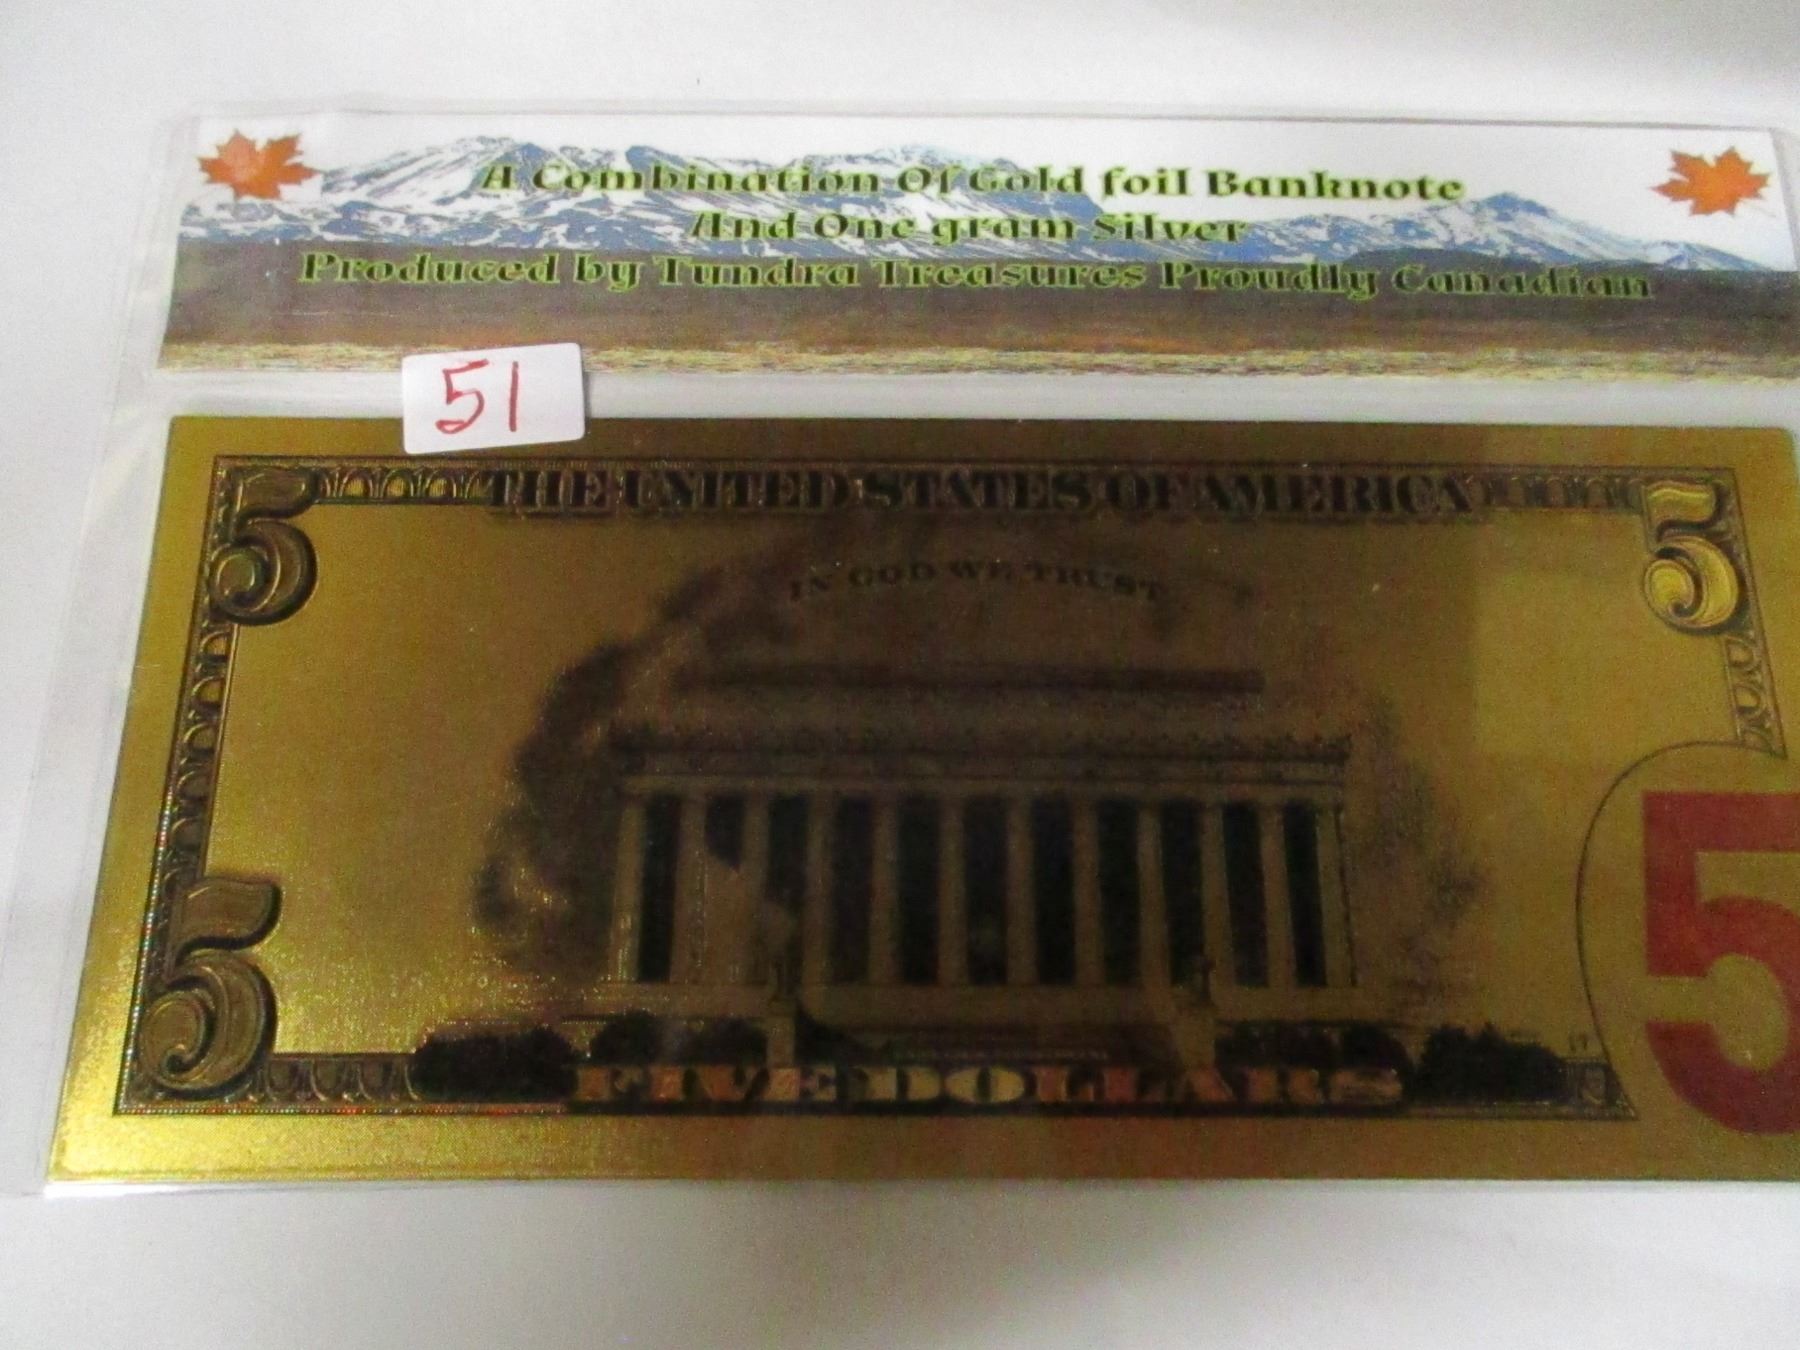 A Combination Of Gold foil Banknote
And One gram Silver
Produced by Tundra Treasures Proudly Canadian
51
5 THE UNITED STATES OF AMERICA 5
IN GOD WE TRUST
5
5
FIVE DOLLARS